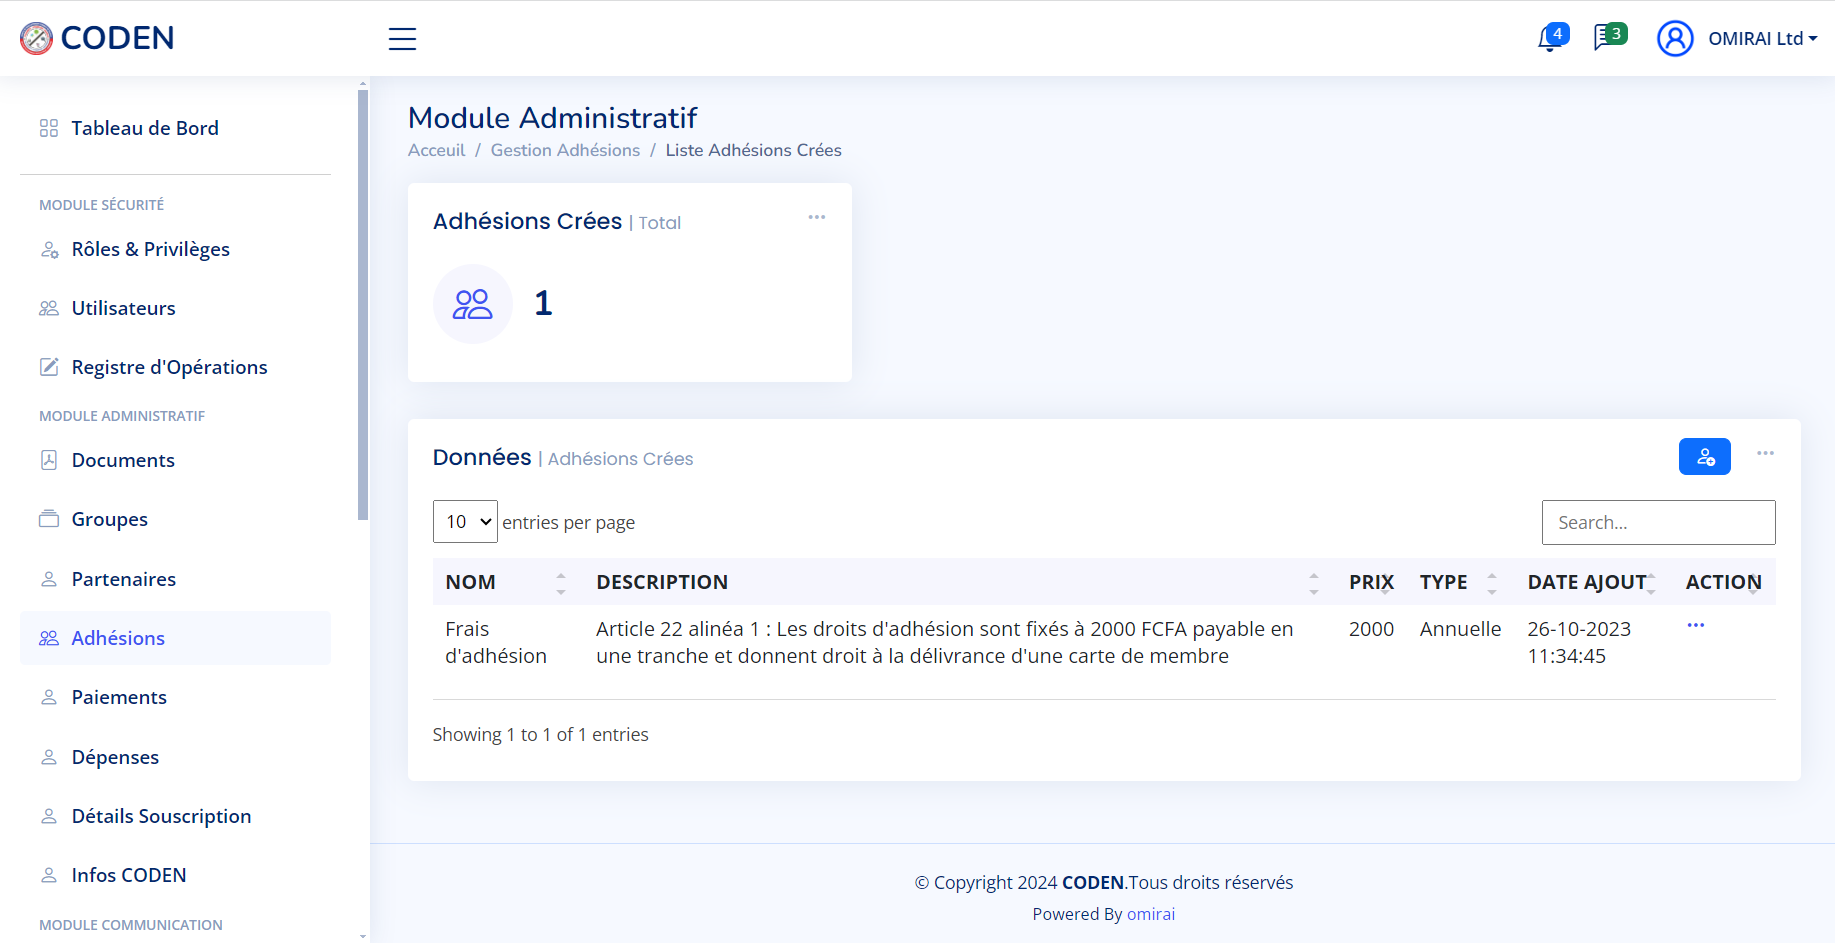 CODEN
4
3
OMIRAI Ltd
Tableau de Bord
MODULE SÉCURITÉ
Rôles & Privilèges
Utilisateurs
Registre d'Opérations
MODULE ADMINISTRATIF
Documents
Groupes
Partenaires
Adhésions
Paiements
Dépenses
Détails Souscription
Infos CODEN
MODULE COMMUNICATION
Module Administratif
Acceuil / Gestion Adhésions / Liste Adhésions Crées
Adhésions Crées | Total
1
Données | Adhésions Crées
10 entries per page
Search...
NOM DESCRIPTION PRIX TYPE DATE AJOUT ACTION
Frais Article 22 alinéa 1 : Les droits d'adhésion sont fixés à 2000 FCFA payable en 2000 Annuelle 26-10-2023
d'adhésion une tranche et donnent droit à la délivrance d'une carte de membre 11:34:45
Showing 1 to 1 of 1 entries
© Copyright 2024 CODEN.Tous droits réservés
Powered By omirai